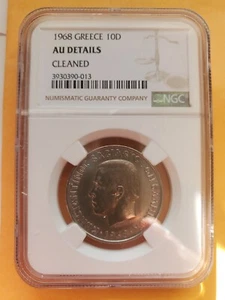 1968 GREECE 10D
AU DETAILS
CLEANED
3930390-013
NUMISMATIC GUARANTY COMPANY
NGC